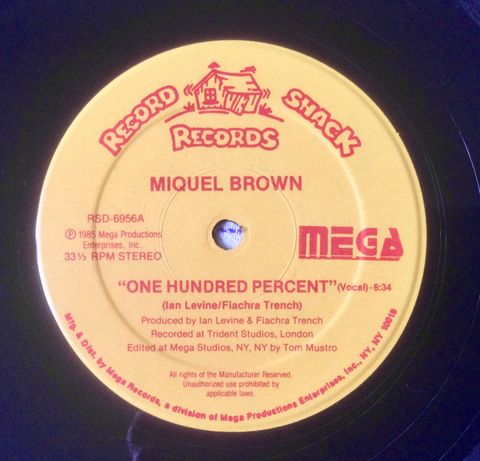 RECORD SHACK
RECORDS
MIQUEL BROWN
RSD-6956A
℗ 1985 Mega Productions
Enterprises, Inc.
33⅓ RPM STEREO
MEGA
"ONE HUNDRED PERCENT" (Vocal)-6:34
(Ian Levine/Fiachra Trench)
Produced by Ian Levine & Fiachra Trench
Recorded at Trident Studios, London
Edited at Mega Studios, NY, NY by Tom Mustro
All rights of the Manufacturer Reserved.
Unauthorized use prohibited by
applicable laws.
Mfg. & Dist. by Mega Records, a division of Mega Productions Enterprises, Inc., NY, NY 10018